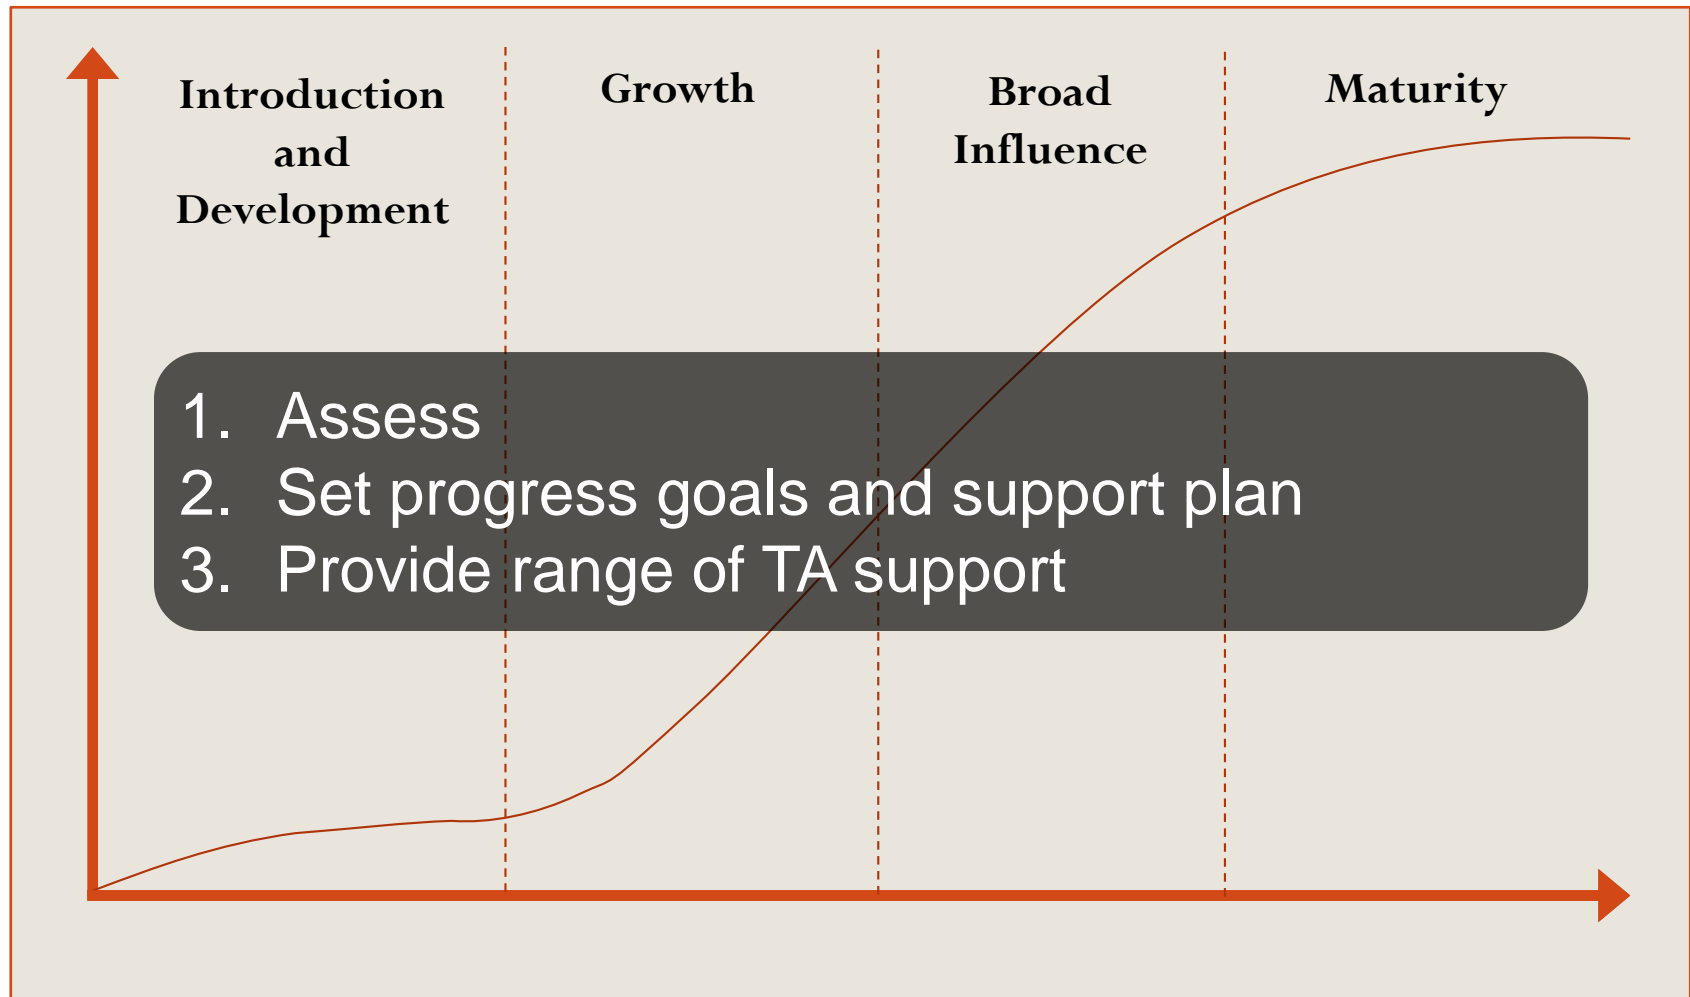 Introduction
and
Development
Growth
Broad
Influence
Maturity
1. Assess
2. Set progress goals and support plan
3. Provide range of TA support